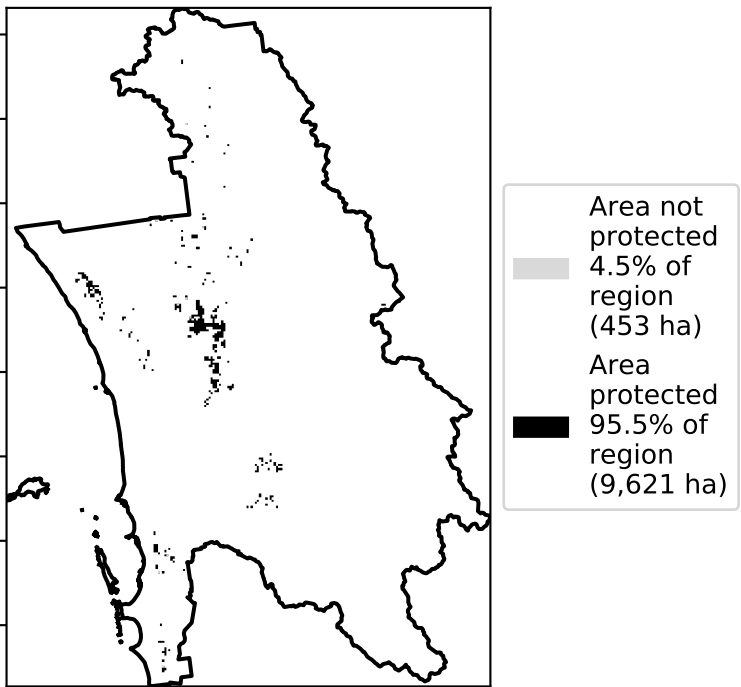 Area not
protected
4.5% of
region
(453 ha)
Area
protected
95.5% of
region
(9,621 ha)